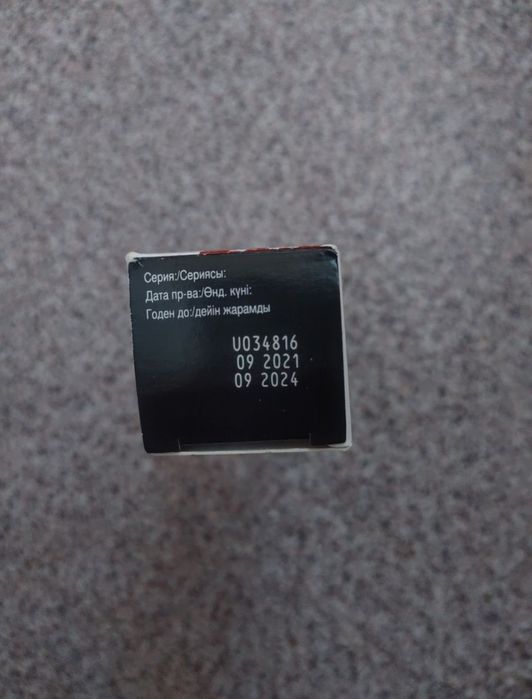 Серия:/Сериясы:
Дата пр-ва:/Өнд. күні:
Годен до:/дейін жарамды
U034816
09 2021
09 2024